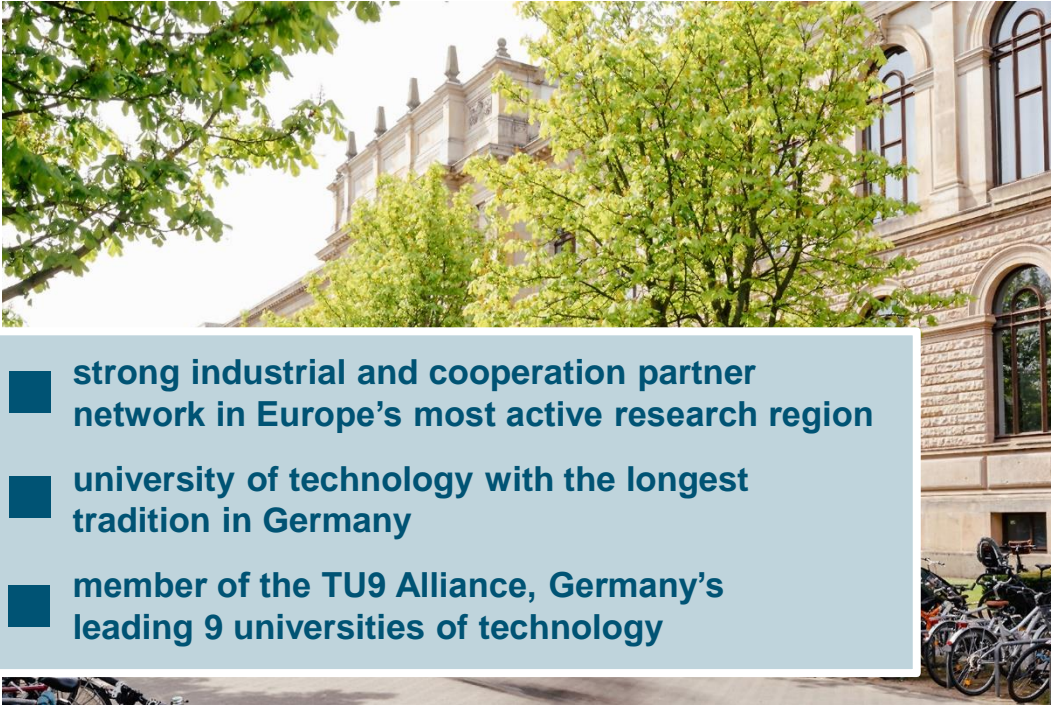 strong industrial and cooperation partner
network in Europe’s most active research region
university of technology with the longest
tradition in Germany
member of the TU9 Alliance, Germany’s
leading 9 universities of technology